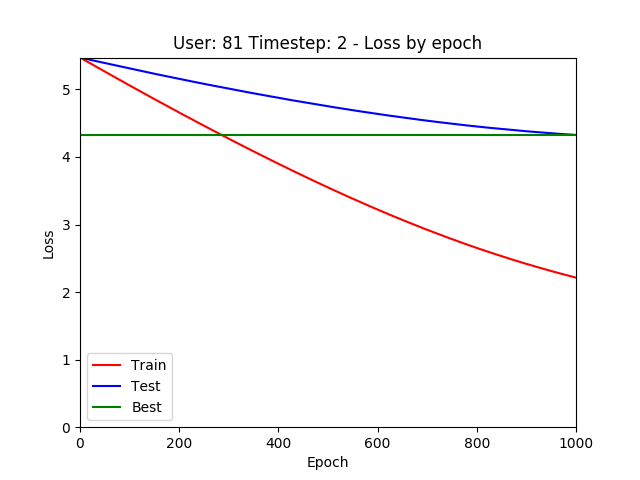 User: 81 Timestep: 2 - Loss by epoch
5
4
3
2
1
0
Loss
Train
Test
Best
0 200 400 600 800 1000
Epoch